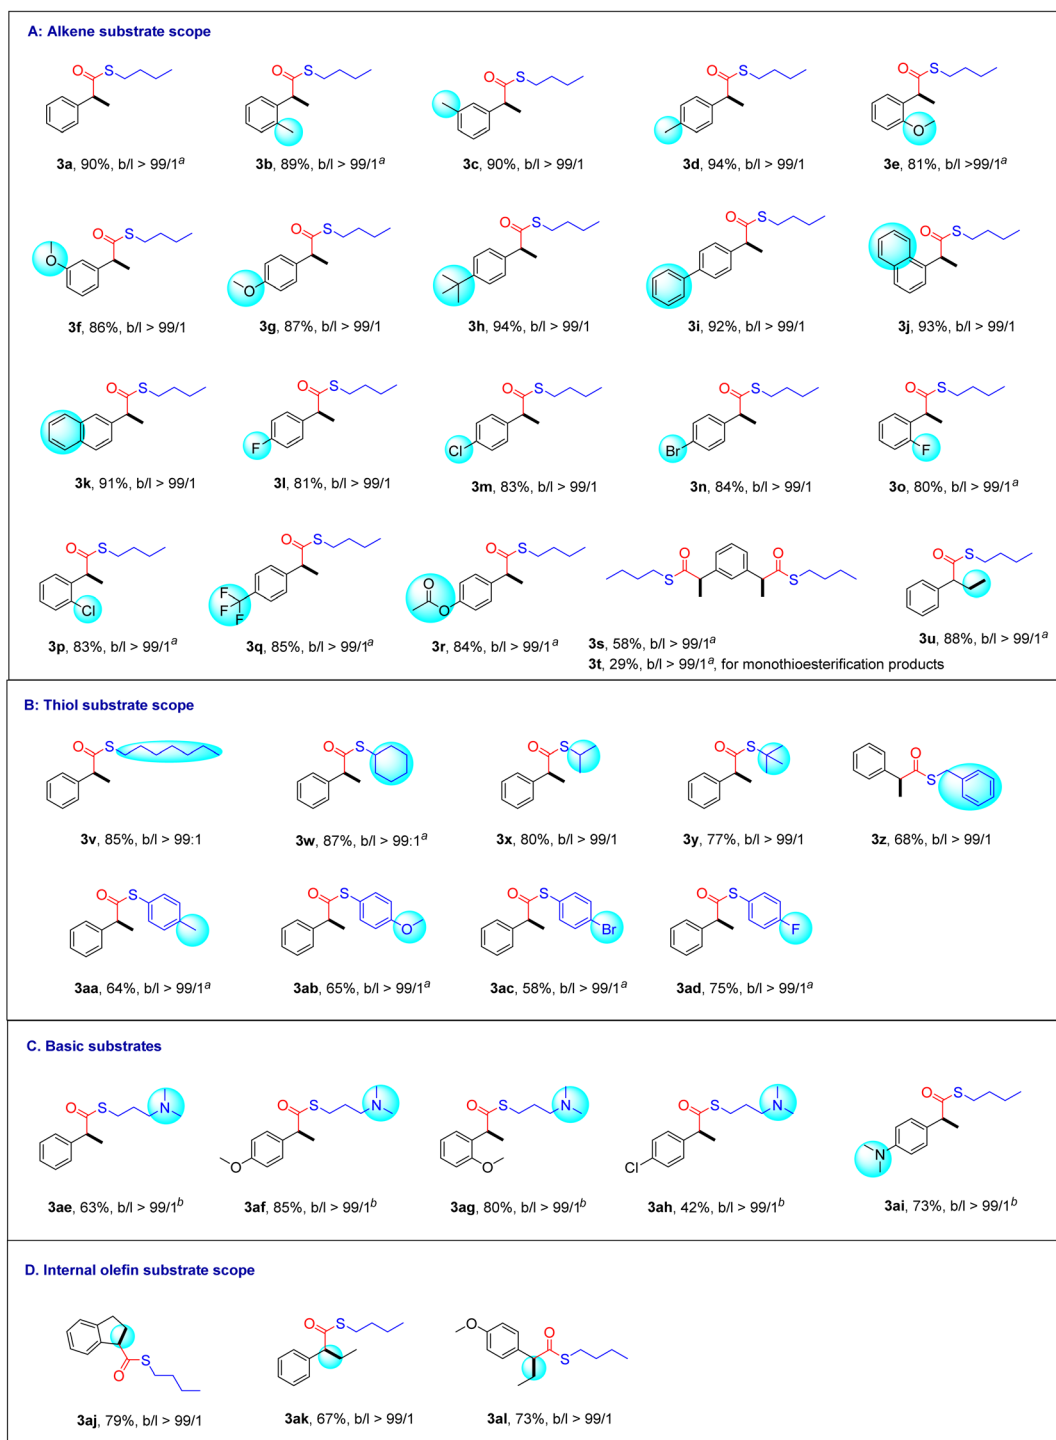 A: Alkene substrate scope
O S O S O S O S O S
O
3a, 90%, b/l > 99/1a 3b, 89%, b/l > 99/1a 3c, 90%, b/l > 99/1 3d, 94%, b/l > 99/1 3e, 81%, b/l >99/1a
O S O S O S O S O S
O O
3f, 86%, b/l > 99/1 3g, 87%, b/l > 99/1 3h, 94%, b/l > 99/1 3i, 92%, b/l > 99/1 3j, 93%, b/l > 99/1
O S O S O S O S O S
F Cl Br F
3k, 91%, b/l > 99/1 3l, 81%, b/l > 99/1 3m, 83%, b/l > 99/1 3n, 84%, b/l > 99/1 3o, 80%, b/l > 99/1a
O S O S O S O O O S
S S
Cl F F F O O
3p, 83%, b/l > 99/1a 3q, 85%, b/l > 99/1a 3r, 84%, b/l > 99/1a 3s, 58%, b/l > 99/1a 3u, 88%, b/l > 99/1a
3t, 29%, b/l > 99/1a, for monothioesterification products
B: Thiol substrate scope
O S O S O S O S O
S
3v, 85%, b/l > 99:1 3w, 87%, b/l > 99:1a 3x, 80%, b/l > 99/1 3y, 77%, b/l > 99/1 3z, 68%, b/l > 99/1
O S O S O S O S
O Br F
3aa, 64%, b/l > 99/1a 3ab, 65%, b/l > 99/1a 3ac, 58%, b/l > 99/1a 3ad, 75%, b/l > 99/1a
C. Basic substrates
O S N O S N O S N O S N O S
O O Cl N
3ae, 63%, b/l > 99/1b 3af, 85%, b/l > 99/1b 3ag, 80%, b/l > 99/1b 3ah, 42%, b/l > 99/1b 3ai, 73%, b/l > 99/1b
D. Internal olefin substrate scope
O S O S O O S
3aj, 79%, b/l > 99/1 3ak, 67%, b/l > 99/1 3al, 73%, b/l > 99/1